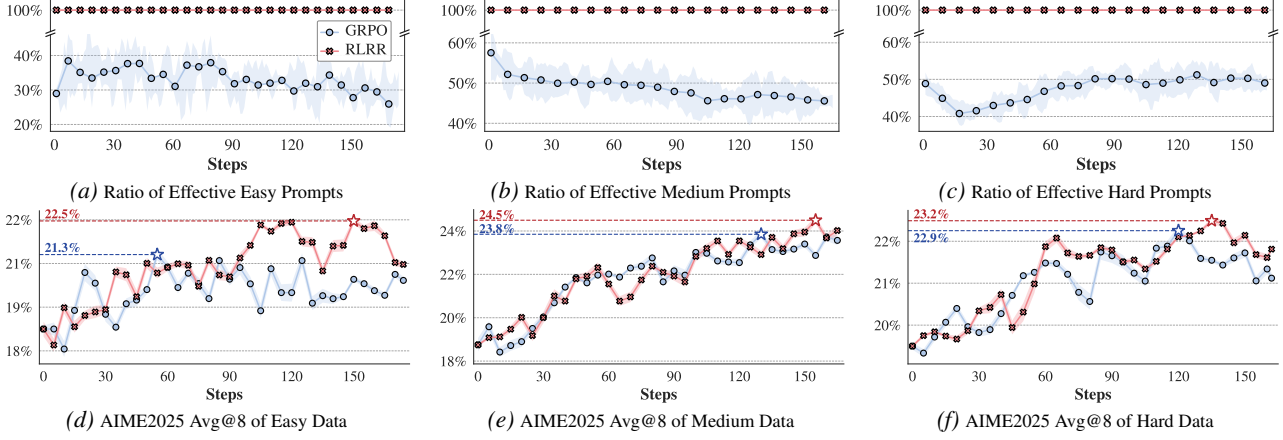 100%
40%
30%
20%
GRPO
RLRR
0 30 60 90 120 150
Steps
(a) Ratio of Effective Easy Prompts
100%
60%
50%
40%
0 30 60 90 120 150
Steps
(b) Ratio of Effective Medium Prompts
100%
60%
50%
40%
0 30 60 90 120 150
Steps
(c) Ratio of Effective Hard Prompts
22%
21%
19%
18%
22.5%
21.3%
0 30 60 90 120 150
Steps
(d) AIME2025 Avg@8 of Easy Data
24%
22%
20%
18%
24.5%
23.8%
0 30 60 90 120 150
Steps
(e) AIME2025 Avg@8 of Medium Data
22%
21%
20%
23.2%
22.9%
0 30 60 90 120 150
Steps
(f) AIME2025 Avg@8 of Hard Data